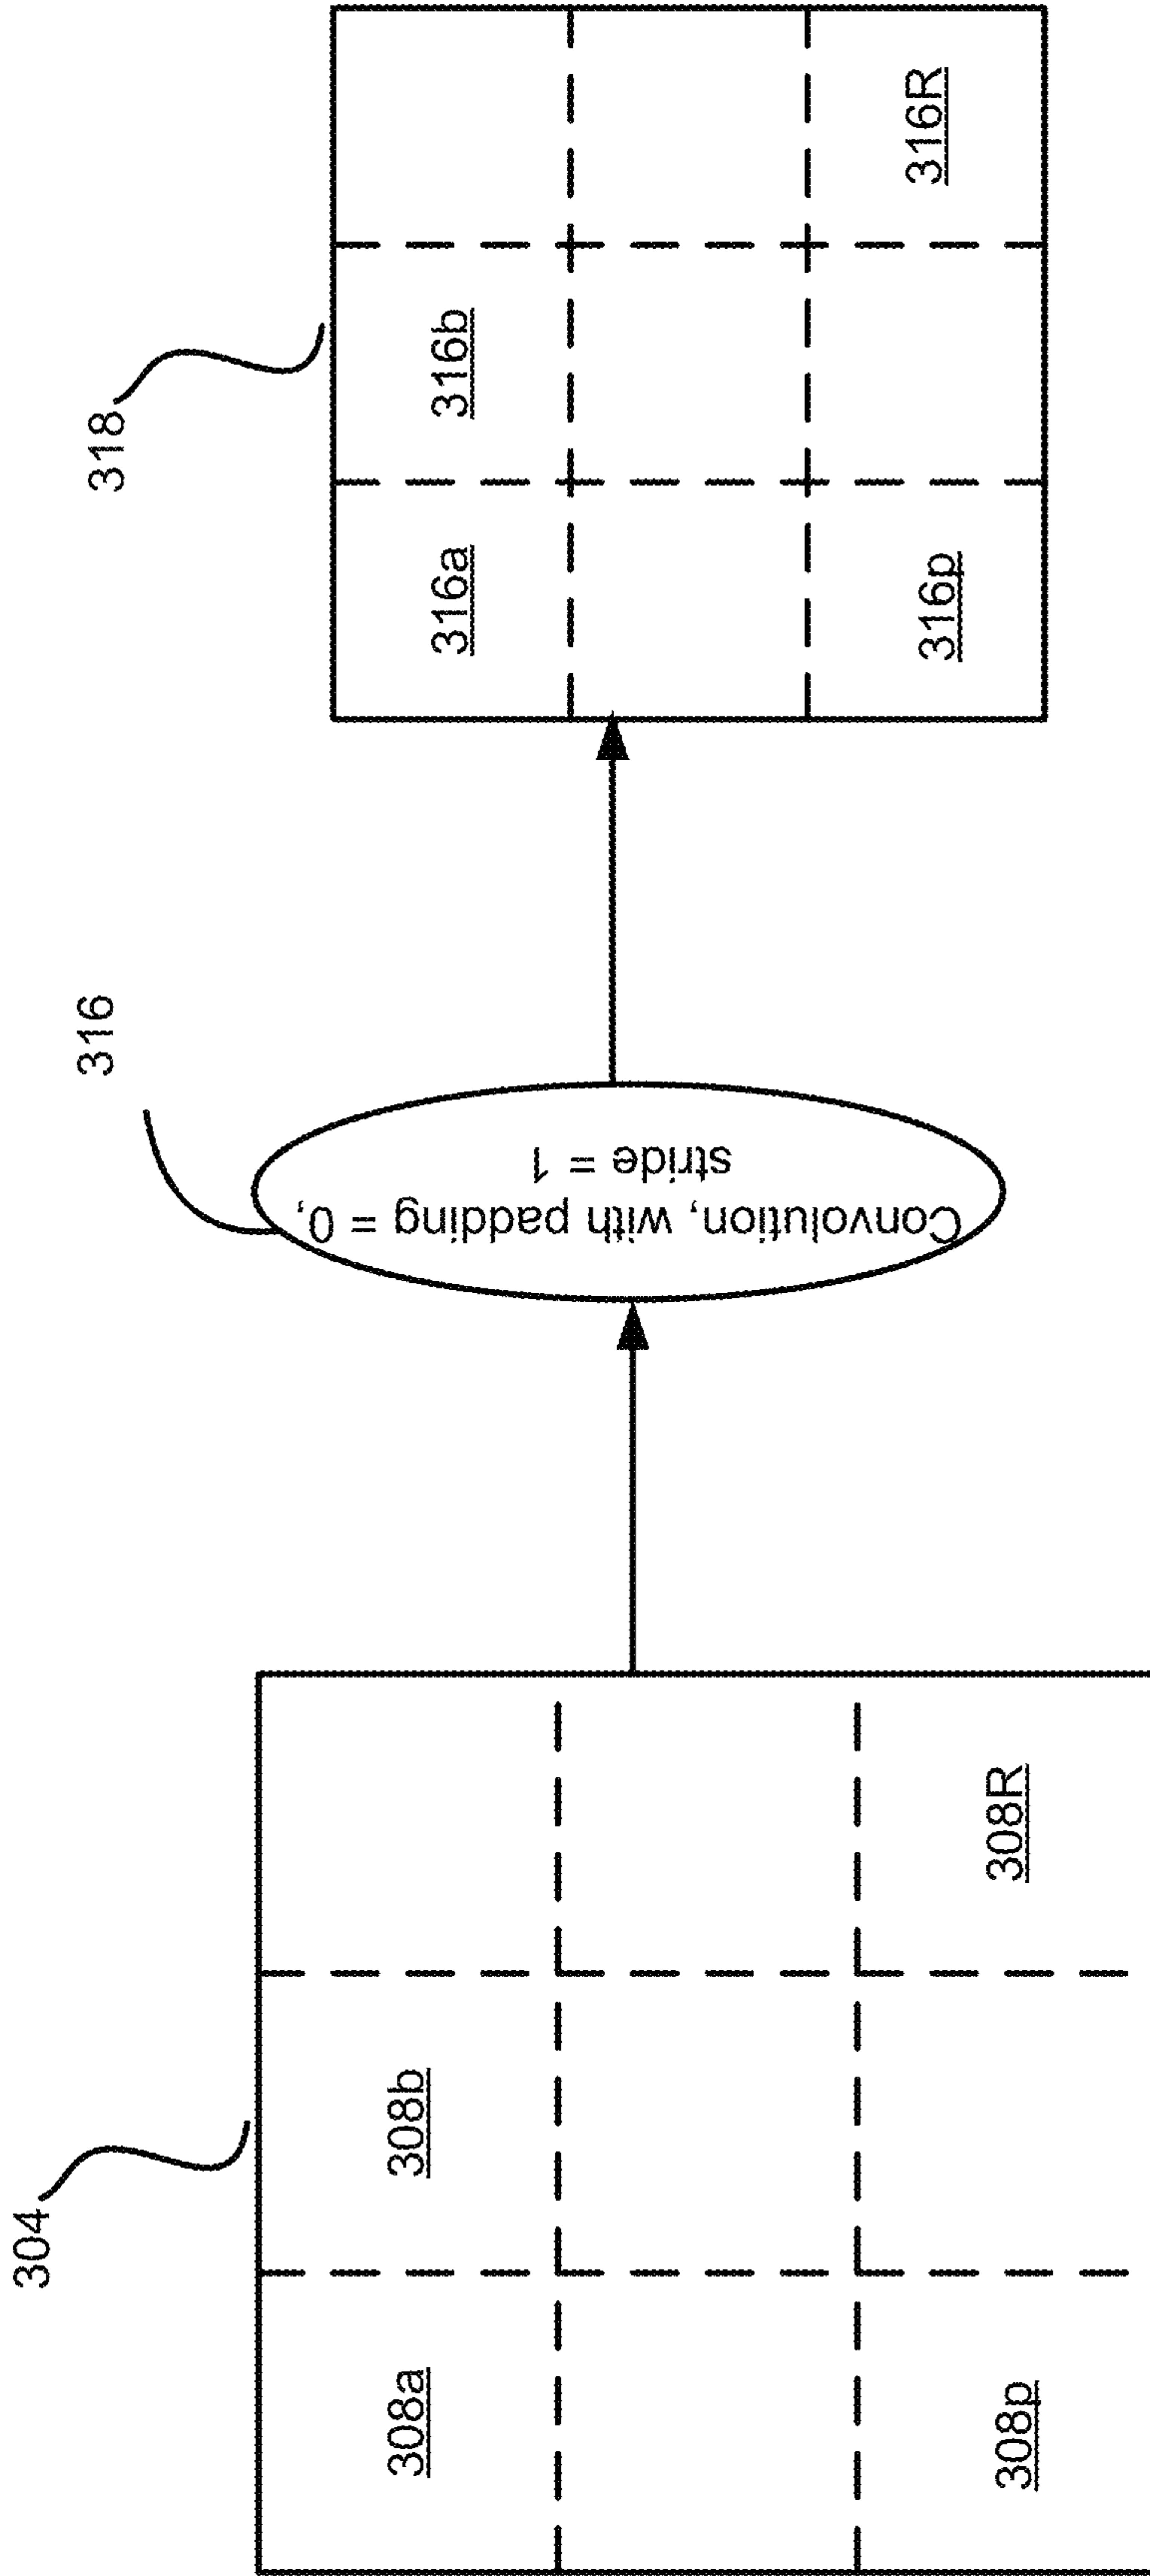 304
308a
308b
308p
308R
316
Convolution, with padding = 0,
stride = 1
318
316a
316b
316p
316R